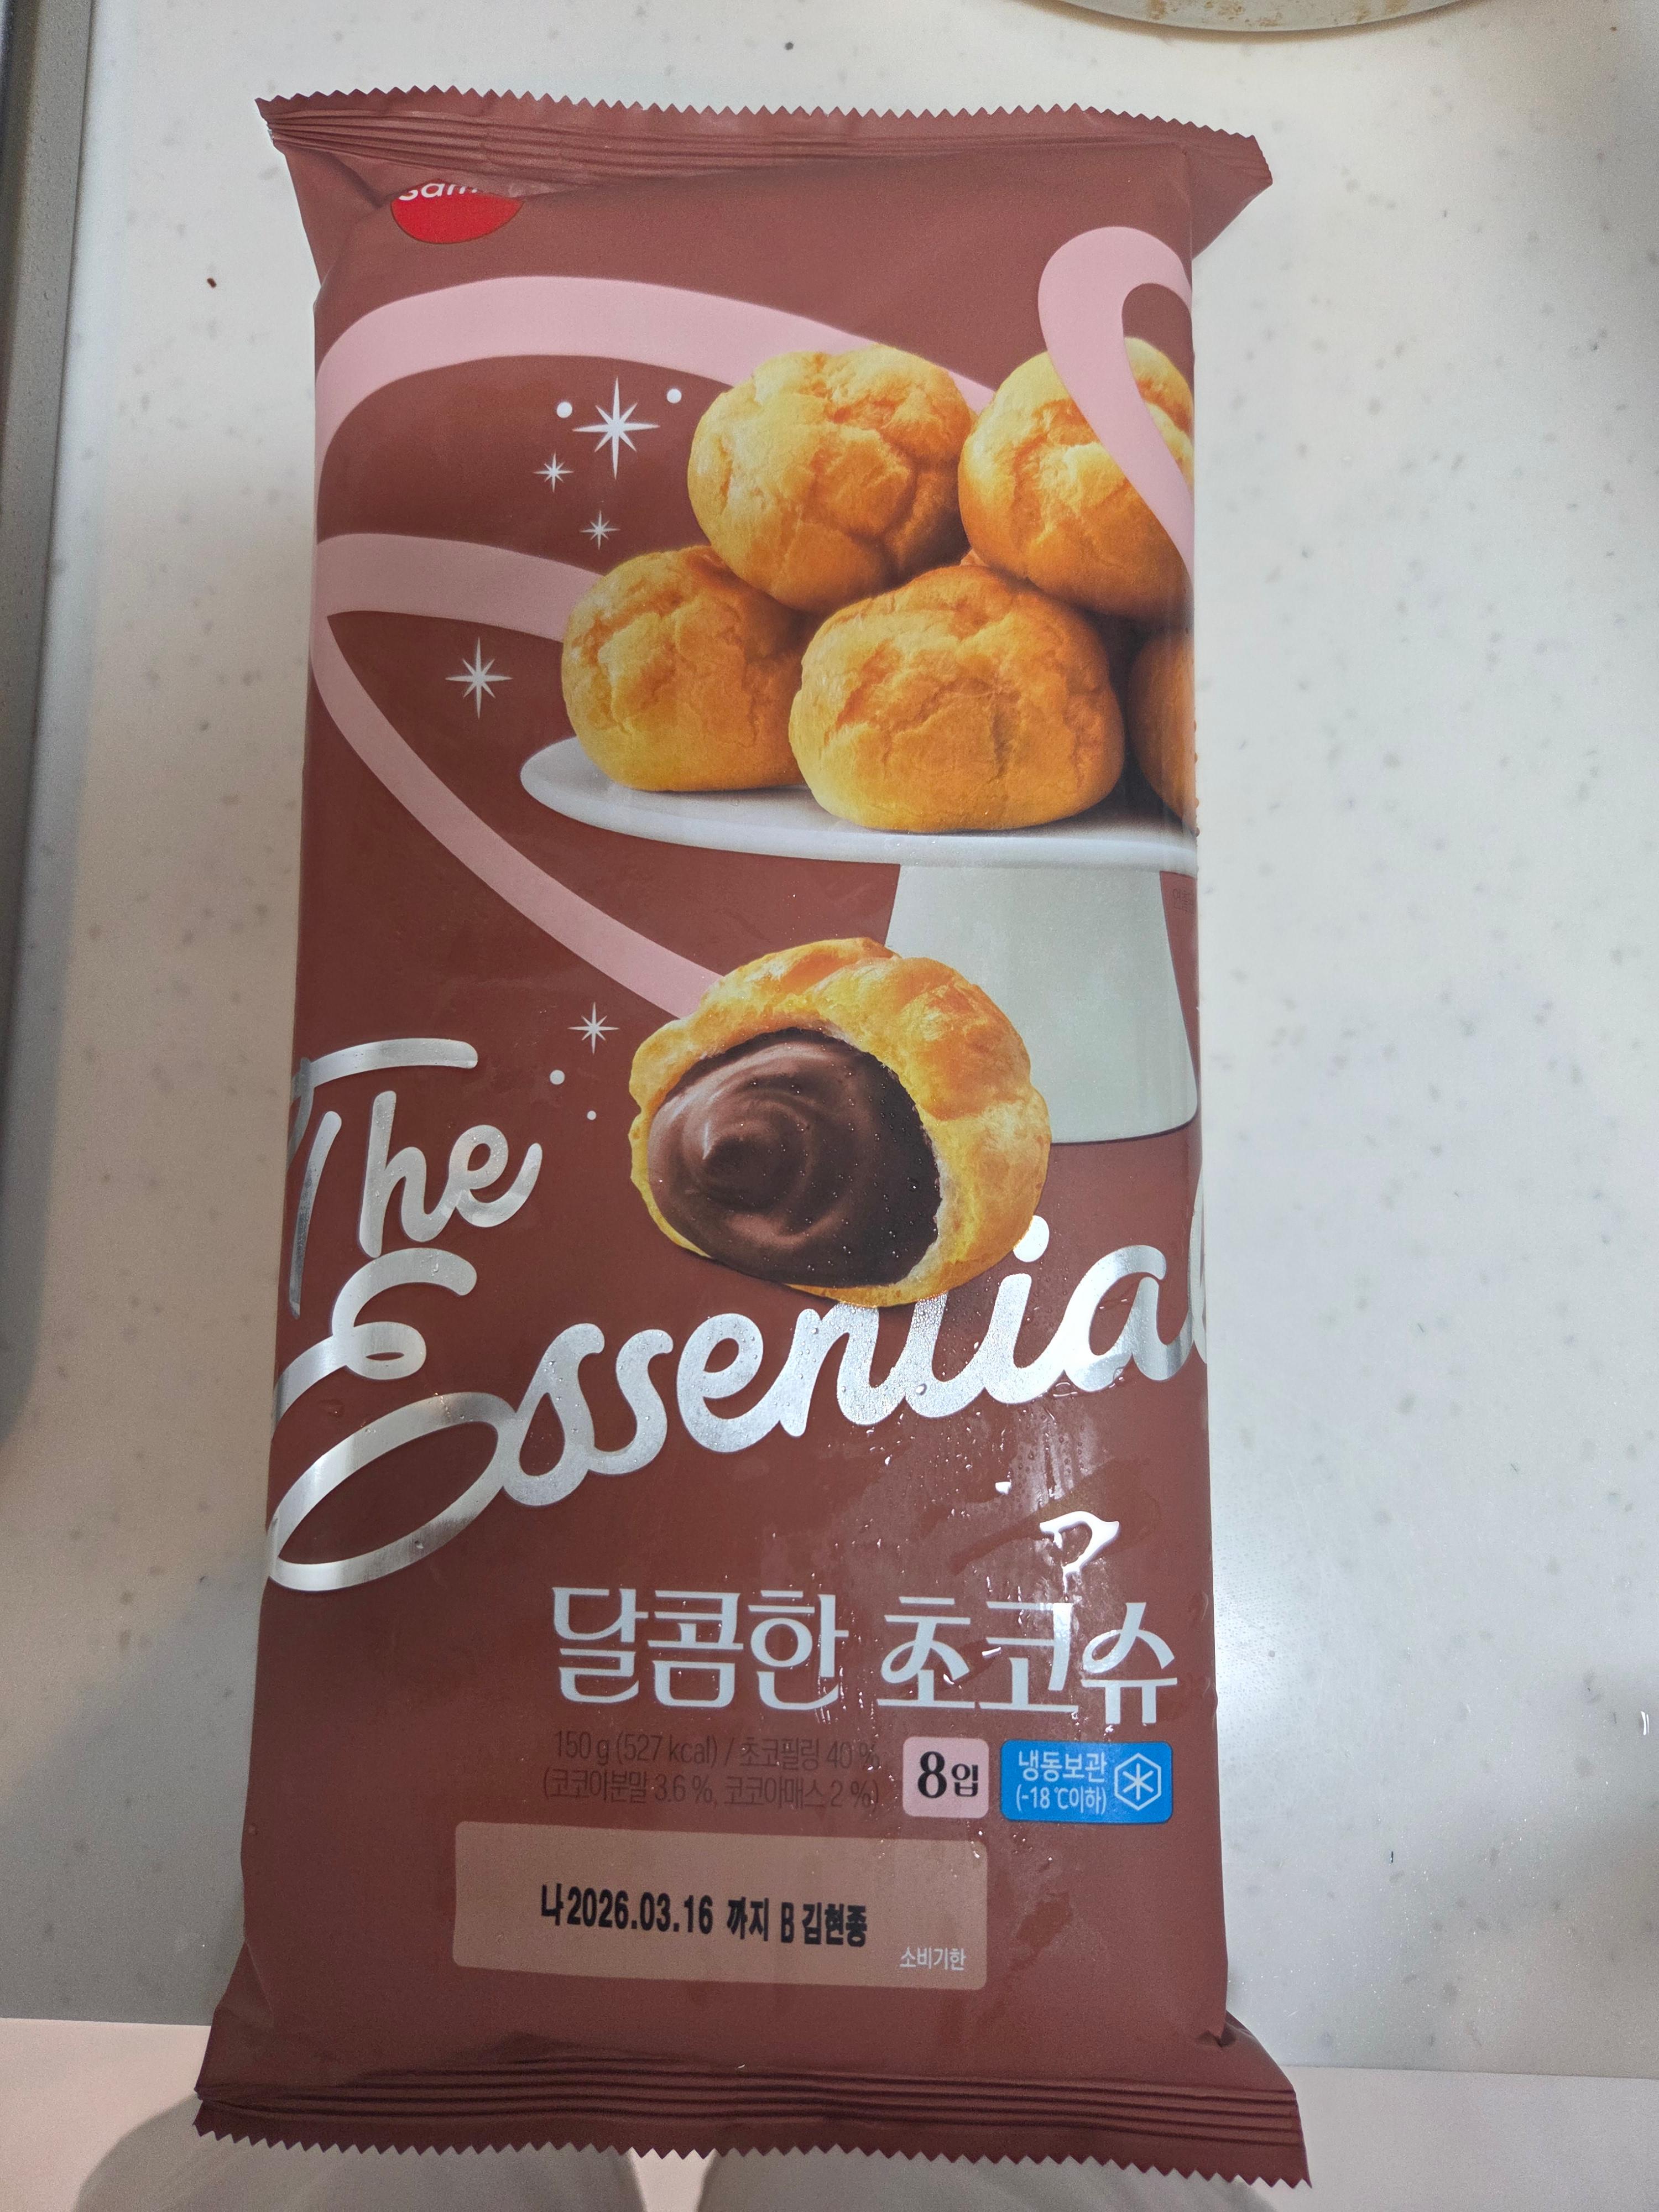 The
Essential
달콤한 초코슈
150 g (527 kcal) / 초코필링 40 %
(코코아분말 3.6 %, 코코아매스 2 %)
8입
냉동보관
(-18 ℃이하)
나2026.03.16 까지 B 김현종
소비기한